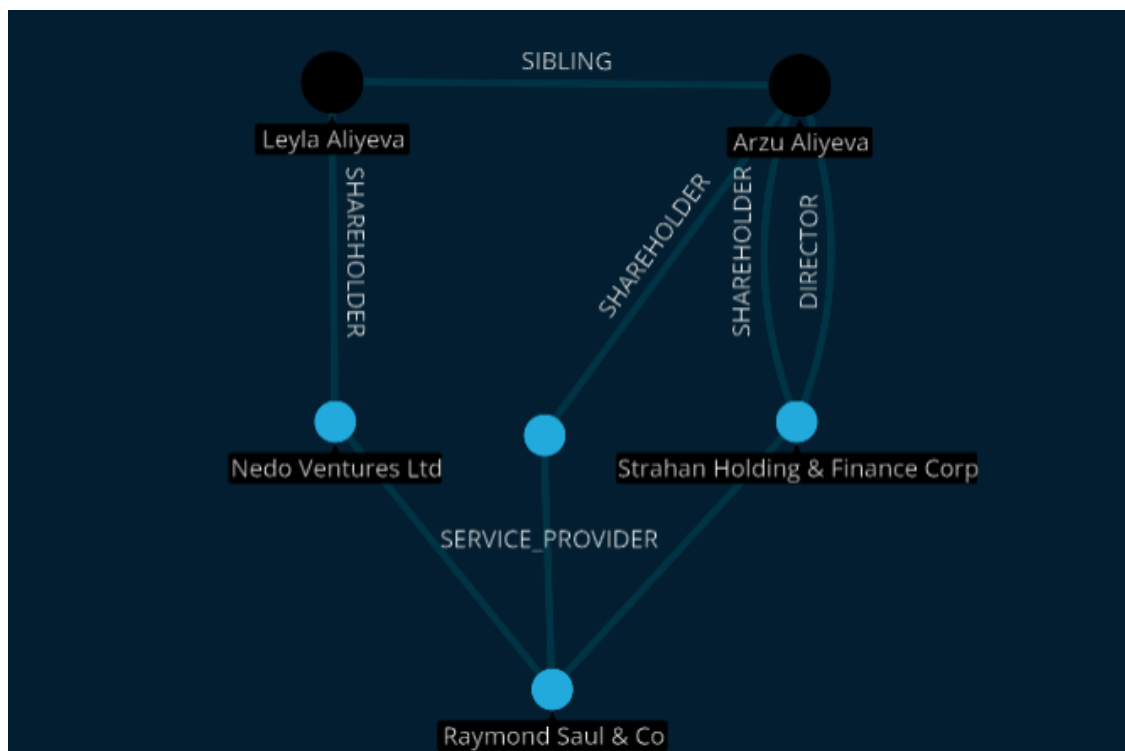 SIBLING
Leyla Aliyeva
Arzu Aliyeva
SHAREHOLDER
SHAREHOLDER
SHAREHOLDER
DIRECTOR
Nedo Ventures Ltd
Strahan Holding & Finance Corp
SERVICE_PROVIDER
Raymond Saul & Co